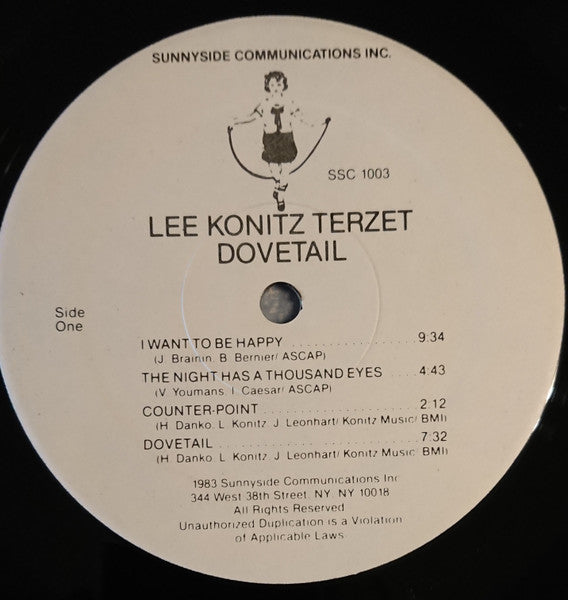 SUNNYSIDE COMMUNICATIONS INC.
SSC 1003
LEE KONITZ TERZET
DOVETAIL
Side
One
I WANT TO BE HAPPY ..................... 9:34
(J. Brainin, B. Bernier/ ASCAP)
THE NIGHT HAS A THOUSAND EYES ...... 4:43
(V. Youmans, I. Caesar/ ASCAP)
COUNTER-POINT ......................... 2:12
(H. Danko, L. Konitz, J. Leonhart/ Konitz Music/ BMI)
DOVETAIL ................................ 7:32
(H. Danko, L. Konitz, J. Leonhart/ Konitz Music, BMI)
1983 Sunnyside Communications Inc.
344 West 38th Street, NY, NY 10018
All Rights Reserved
Unauthorized Duplication is a Violation
of Applicable Laws.